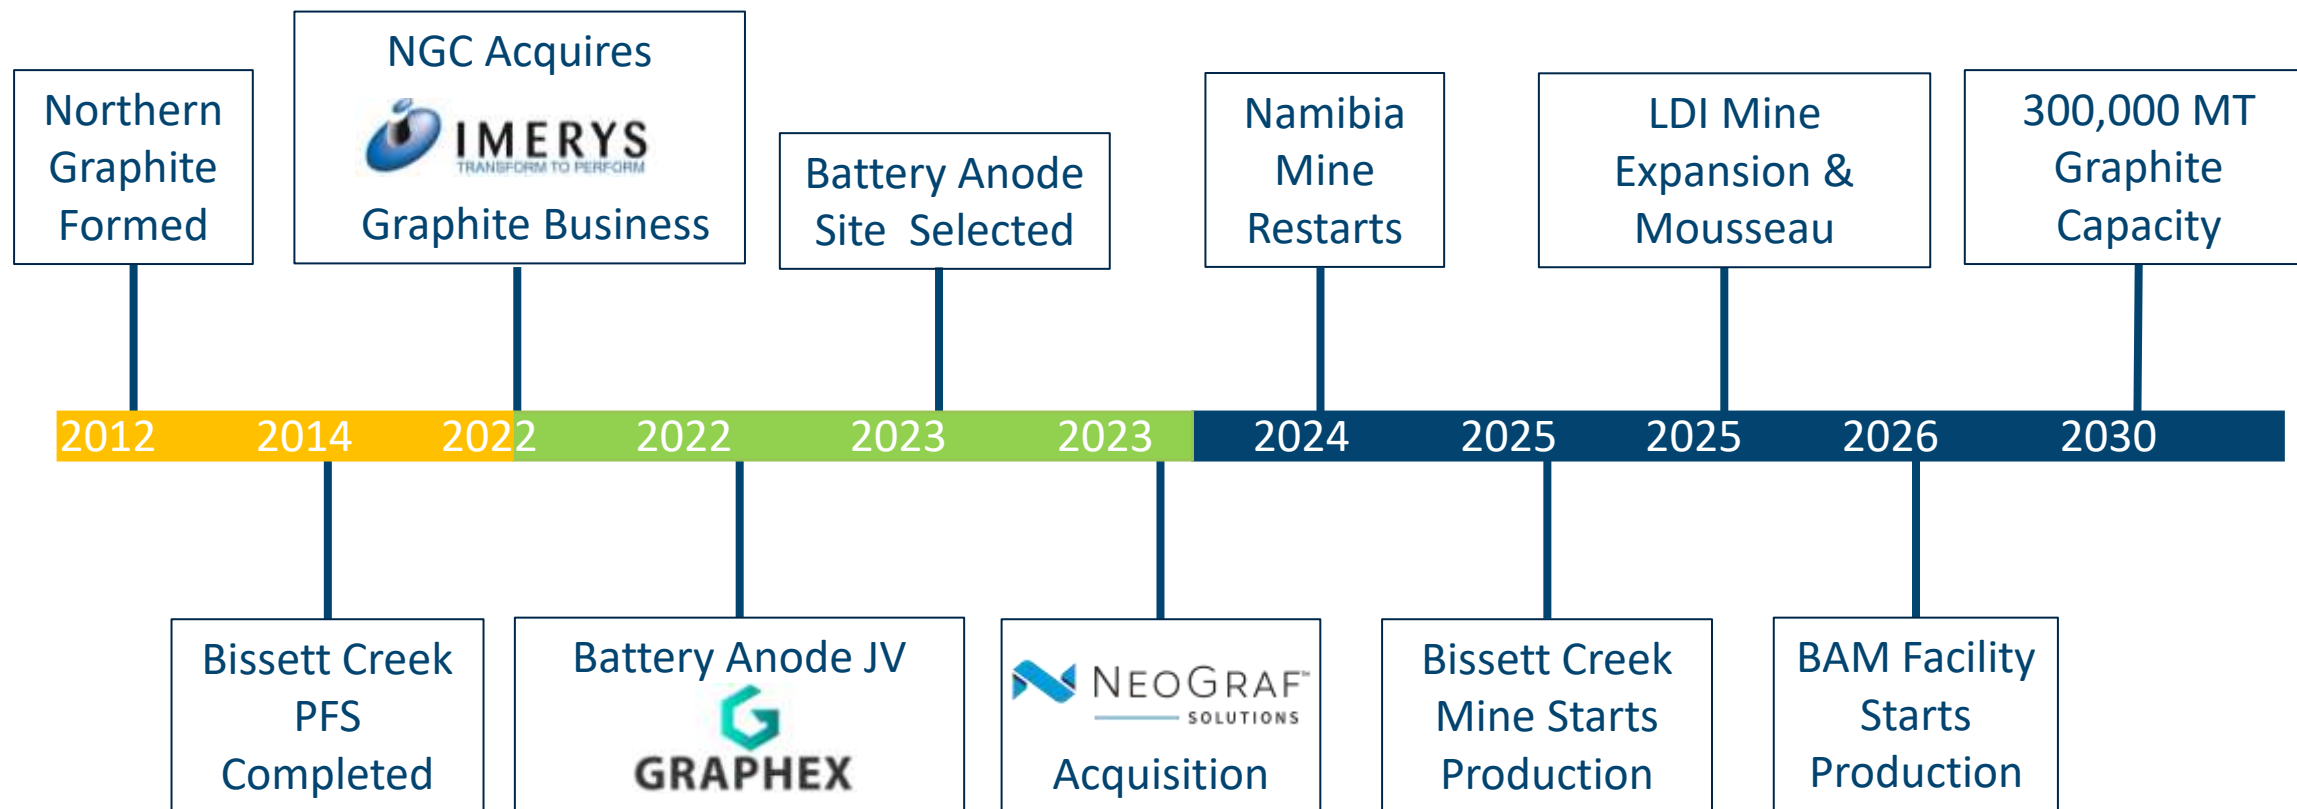 Northern
Graphite
Formed
NGC Acquires
IMERYS
TRANSFORM TO PERFORM
Graphite Business
Battery Anode
Site Selected
Namibia
Mine
Restarts
LDI Mine
Expansion &
Mousseau
300,000 MT
Graphite
Capacity
2012 2014 2022 2022 2023 2023 2024 2025 2025 2026 2030
Bissett Creek
PFS
Completed
Battery Anode JV
GRAPHEX
NEOGRAF™
SOLUTIONS
Acquisition
Bissett Creek
Mine Starts
Production
BAM Facility
Starts
Production